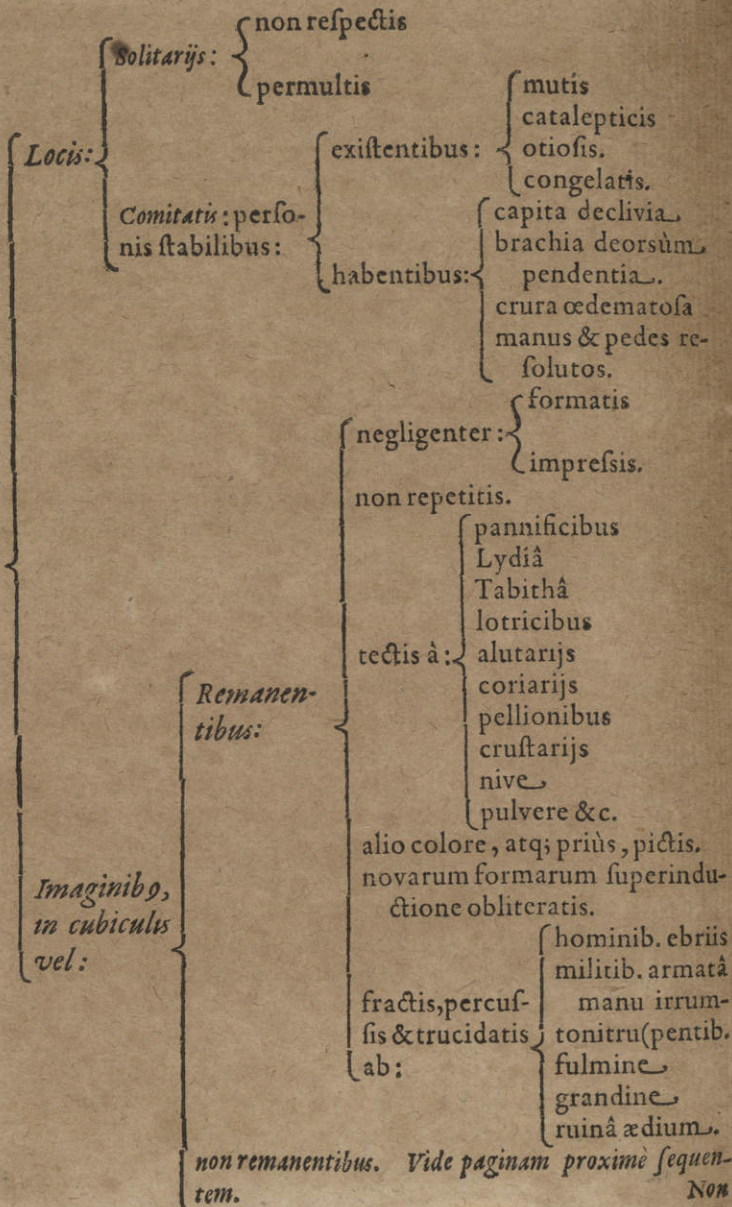 non reſpectis
Solitarijs:
permultis
mutis
catalepticis
exiſtentibus:
otioſis.
congelatis.
Locis:
Comitatis: perſo-
nis ſtabilibus:
capita declivia
brachia deorsùm
habentibus:
pendentia.
crura œdematoſa
manus & pedes re-
ſolutos.
formatis
negligenter:
impreſsis.
non repetitis.
pannificibus
Lydiâ
Tabithâ
lotricibus
tectis à:
alutarijs
coriarijs
pellionibus
cruſtarijs
nive
pulvere &c.
Remanen-
tibus:
alio colore, atq; priùs, pictis.
novarum formarum ſuperindu-
ctione obliteratis.
Imaginibꝰ,
in cubiculis
vel:
hominib. ebriis
militib. armatâ
manu irrum-
fractis, percuſ-
ſis & trucidatis
tonitru (pentib.
ab:
fulmine
grandine
ruinâ ædium.
non remanentibus. Vide paginam proximè ſequen-
tem.
Non